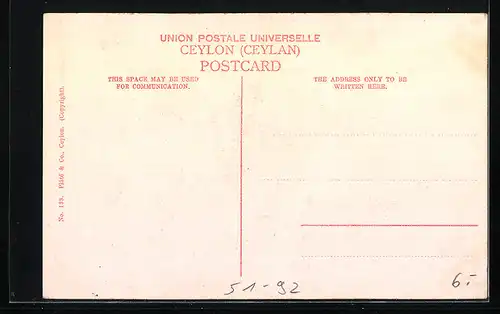 UNION POSTALE UNIVERSELLE
CEYLON (CEYLAN)
POSTCARD
THIS SPACE MAY BE USED
FOR COMMUNICATION.
THE ADDRESS ONLY TO BE
WRITTEN HERE.
No. 159. Plâté & Co., Ceylon. (Copyright).
51-92
6.-